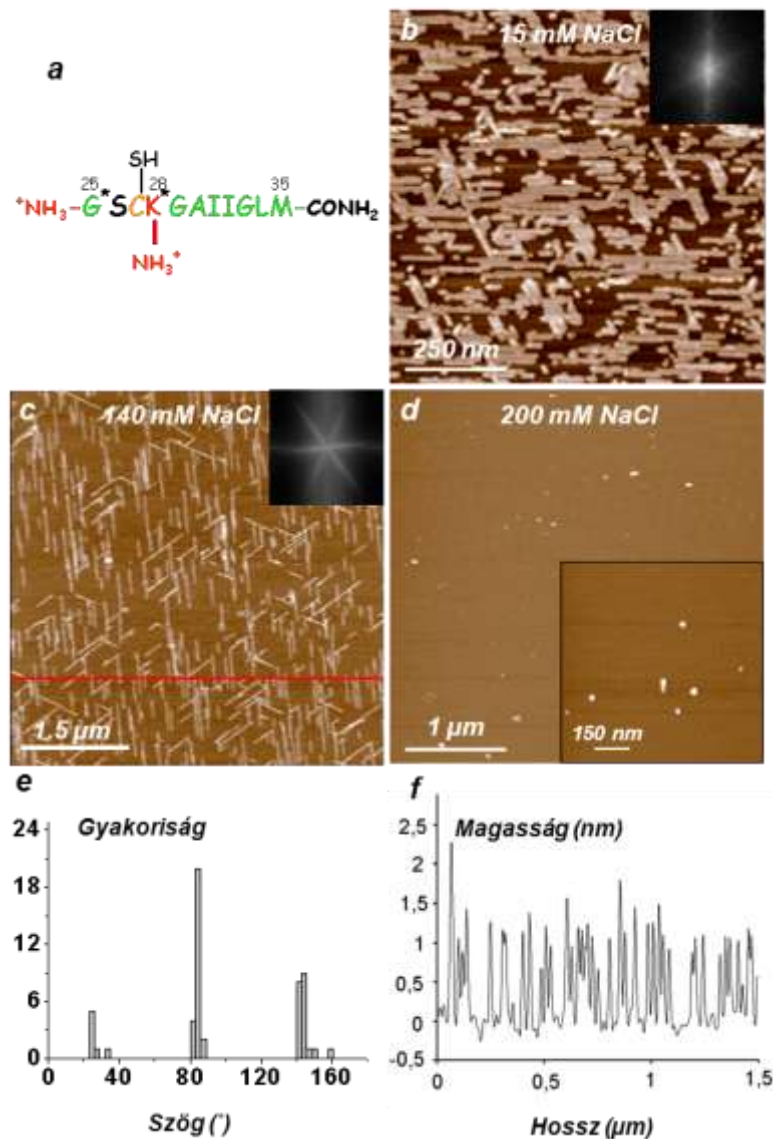 a
SH
25 28 35
⁺NH₃-G*SCK*GAIIGLM-CONH₂
NH₃⁺
b
15 mM NaCl
250 nm
c
140 mM NaCl
1.5 µm
d
200 mM NaCl
1 µm
150 nm
e
Gyakoriság
24
18
12
6
0
0 40 80 120 160
Szög (°)
f
Magasság (nm)
2,5
2
1,5
1
0,5
0
-0,5
0 0,5 1 1,5
Hossz (µm)